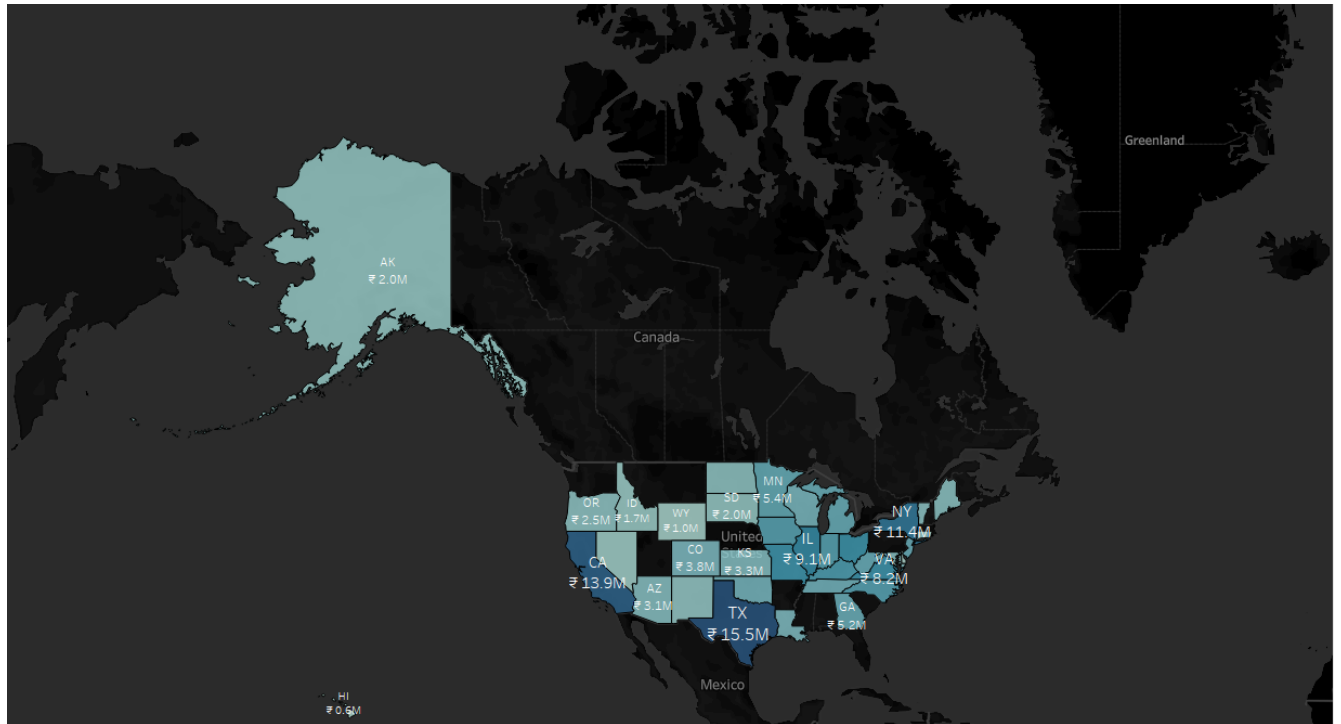 Greenland
AK
₹ 2.0M
Canada
OR
₹ 2.5M
ID
₹ 1.7M
WY
₹ 1.0M
SD
₹ 2.0M
MN
₹ 5.4M
NY
₹ 11.4M
United
CA
₹ 13.9M
CO
₹ 3.8M
KS
₹ 3.3M
IL
₹ 9.1M
VA
₹ 8.2M
AZ
₹ 3.1M
TX
₹ 15.5M
GA
₹ 5.2M
Mexico
HI
₹ 0.6M